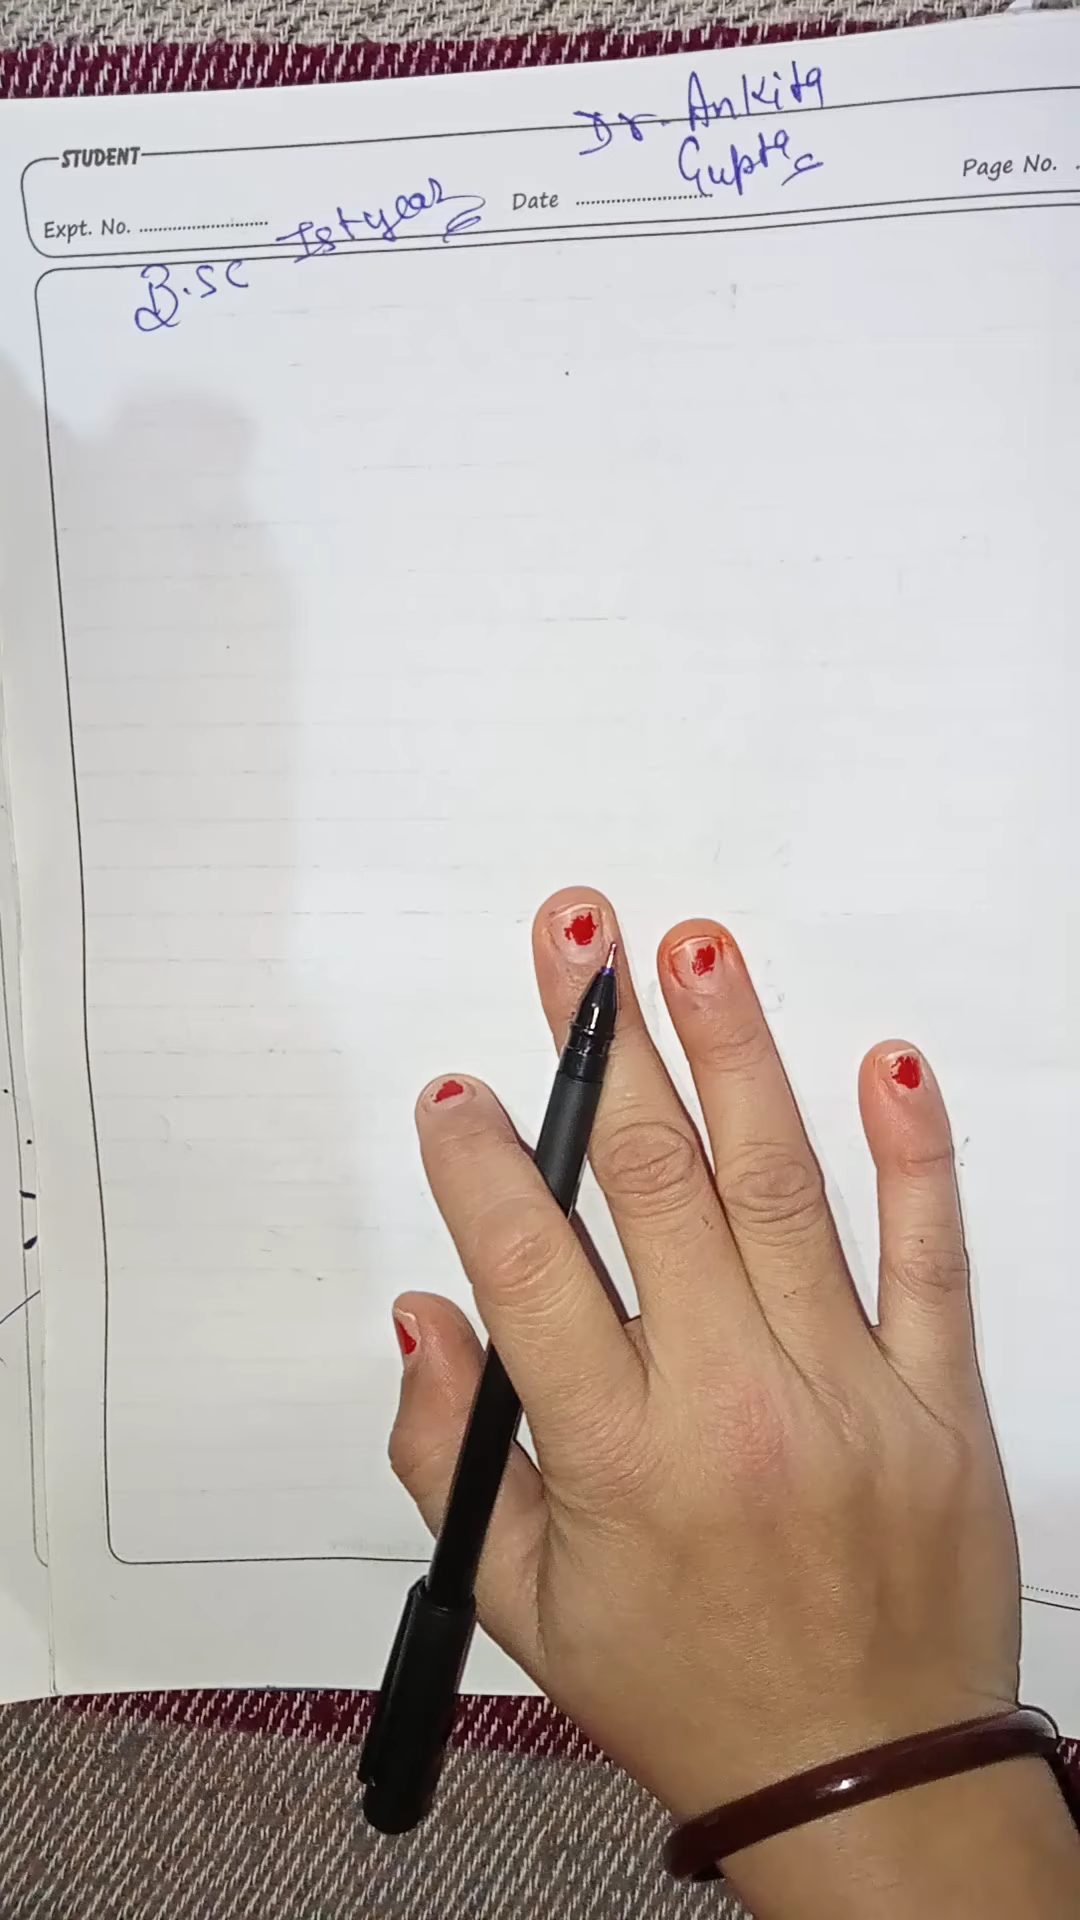 Dr. Ankita
Gupta
STUDENT
Expt. No.
Date
Page No.
B.Sc Ist year